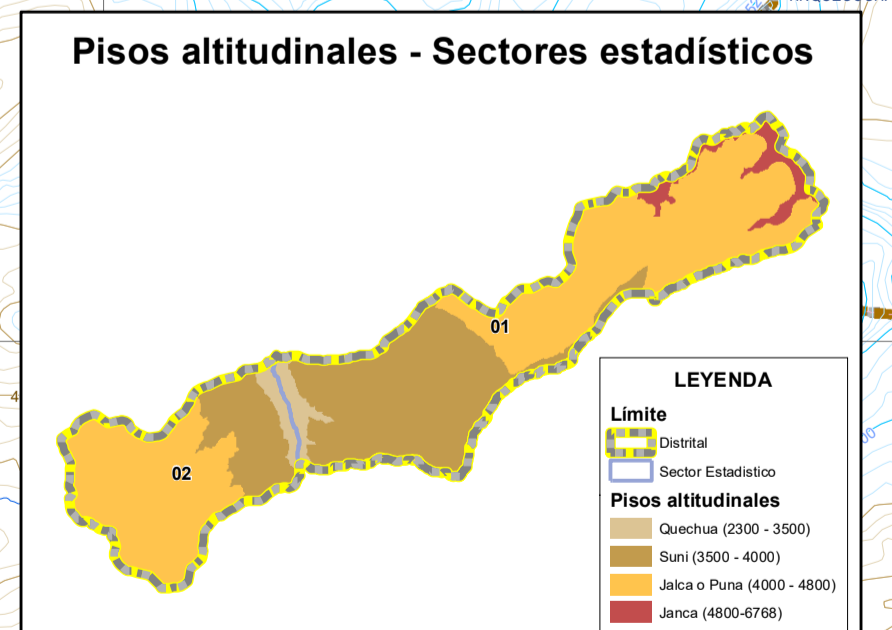 Pisos altitudinales - Sectores estadísticos
01
02
LEYENDA
Límite
Distrital
Sector Estadistico
Pisos altitudinales
Quechua (2300 - 3500)
Suni (3500 - 4000)
Jalca o Puna (4000 - 4800)
Janca (4800-6768)